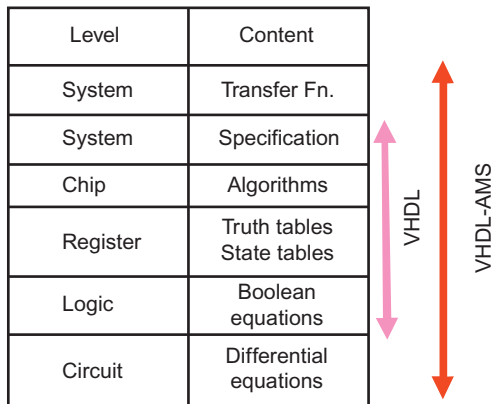 Level Content
System Transfer Fn.
System Specification
Chip Algorithms
Register Truth tables
State tables
Logic Boolean
equations
Circuit Differential
equations
VHDL
VHDL-AMS